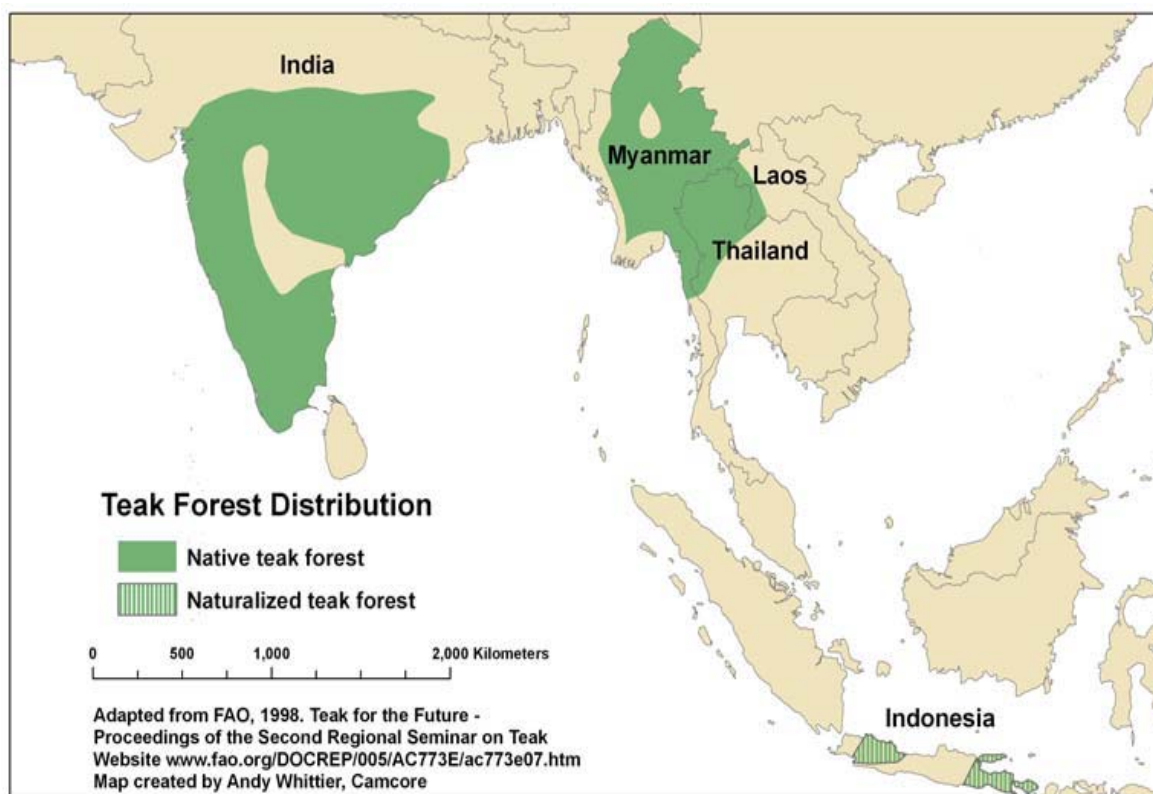 India
Myanmar
Laos
Thailand
Teak Forest Distribution
Native teak forest
Naturalized teak forest
0 500 1,000 2,000 Kilometers
Indonesia
Adapted from FAO, 1998. Teak for the Future -
Proceedings of the Second Regional Seminar on Teak
Website www.fao.org/DOCREP/005/AC773E/ac773e07.htm
Map created by Andy Whittier, Camcore